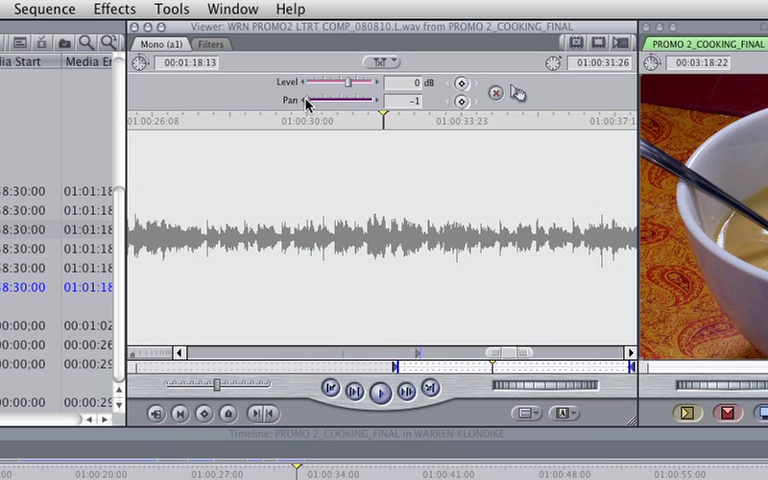 Sequence Effects Tools Window Help
Viewer: WRN PROMO2 LTRT COMP_080810.L.wav from PROMO 2_COOKING_FINAL
Mono (a1) Filters
PROMO 2_COOKING_FINAL
dia Start Media En
00:01:18:13
01:00:31:26
00:03:18:22
Level 0 dB
Pan -1
01:00:26:08 01:00:30:00 01:00:33:23 01:00:37:1
58:30:00 01:01:18
58:30:00 01:01:18
58:30:00 01:01:18
58:30:00 01:01:18
58:30:00 01:01:18
58:30:00 01:01:18
00:00:00 01:00:02
00:00:00 00:00:26
00:00:00 00:00:29
00:00:00 00:00:29
Timeline: PROMO 2_COOKING_FINAL in WARREN KLONDIKE
:00 01:00:20:00 01:00:27:00 01:00:34:00 01:00:41:00 01:00:48:00 01:00:55:00